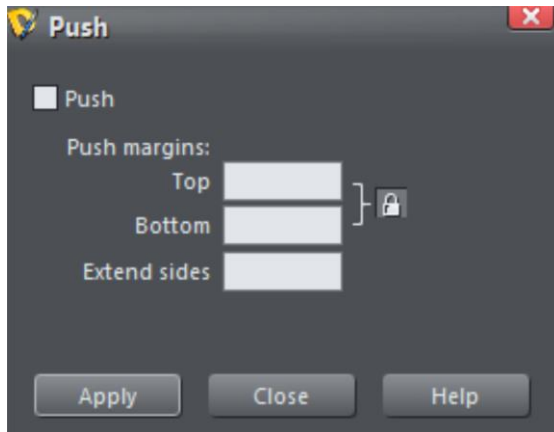 Push
Push
Push margins:
Top
Bottom
Extend sides
Apply Close Help